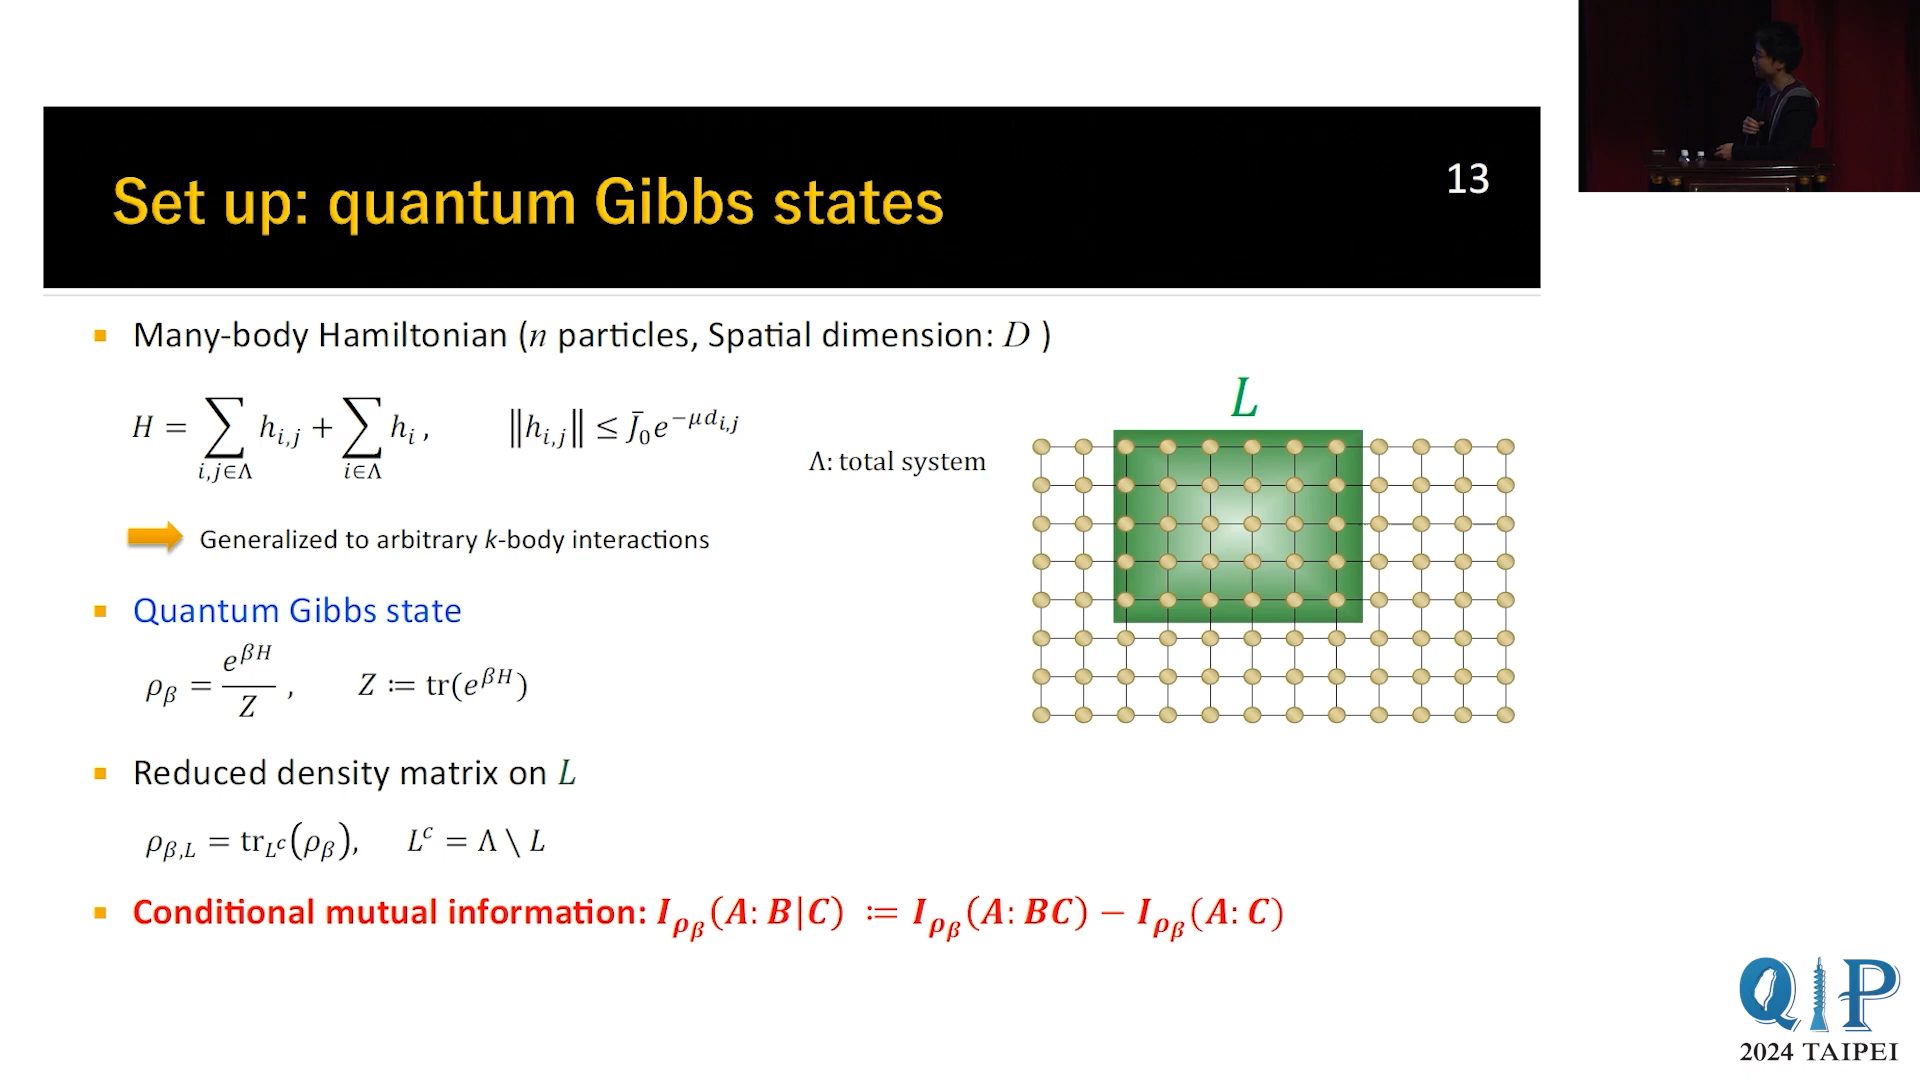 Set up: quantum Gibbs states
13
▪ Many-body Hamiltonian (n particles, Spatial dimension: D )
H = ∑_{i,j∈Λ} h_{i,j} + ∑_{i∈Λ} h_i , ‖h_{i,j}‖ ≤ J̄_0 e^{−μd_{i,j}}
Λ: total system
L
Generalized to arbitrary k-body interactions
▪ Quantum Gibbs state
ρ_β = e^{βH} / Z , Z ≔ tr(e^{βH})
▪ Reduced density matrix on L
ρ_{β,L} = tr_{L^c}(ρ_β), L^c = Λ \ L
▪ Conditional mutual information: I_{ρ_β}(A: B|C) ≔ I_{ρ_β}(A: BC) − I_{ρ_β}(A: C)
QIP
2024 TAIPEI